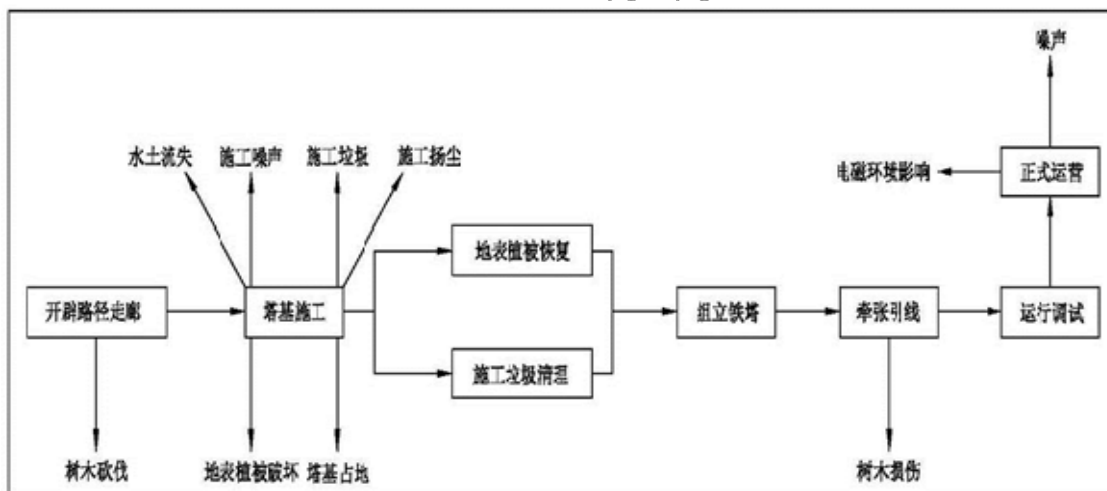 噪声
水土流失 施工噪声 施工垃圾 施工扬尘
电磁环境影响 正式运营
地表植被恢复
开辟路径走廊 塔基施工 组立铁塔 牵张引线 运行调试
施工垃圾清理
树木砍伐 地表植被破坏 塔基占地 树木损伤